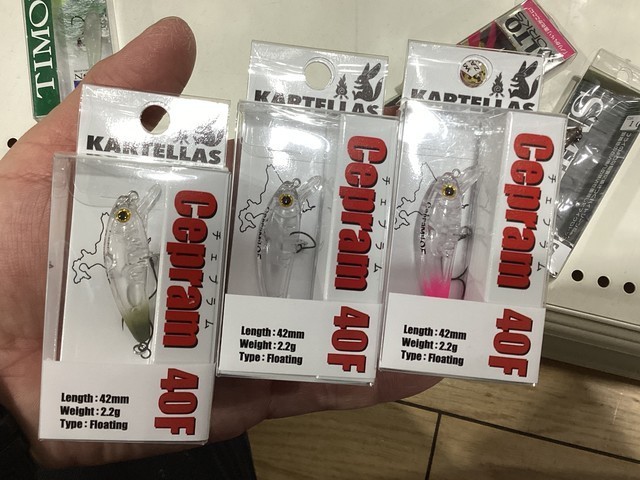 TIMO
KARTELLAS
Cepram 40F
チェプラム
Length : 42mm
Weight : 2.2g
Type : Floating
KARTELLAS
Cepram 40F
チェプラム
Length : 42mm
Weight : 2.2g
Type : Floating
KARTELLAS
Cepram 40F
チェプラム
Length : 42mm
Weight : 2.2g
Type : Floating